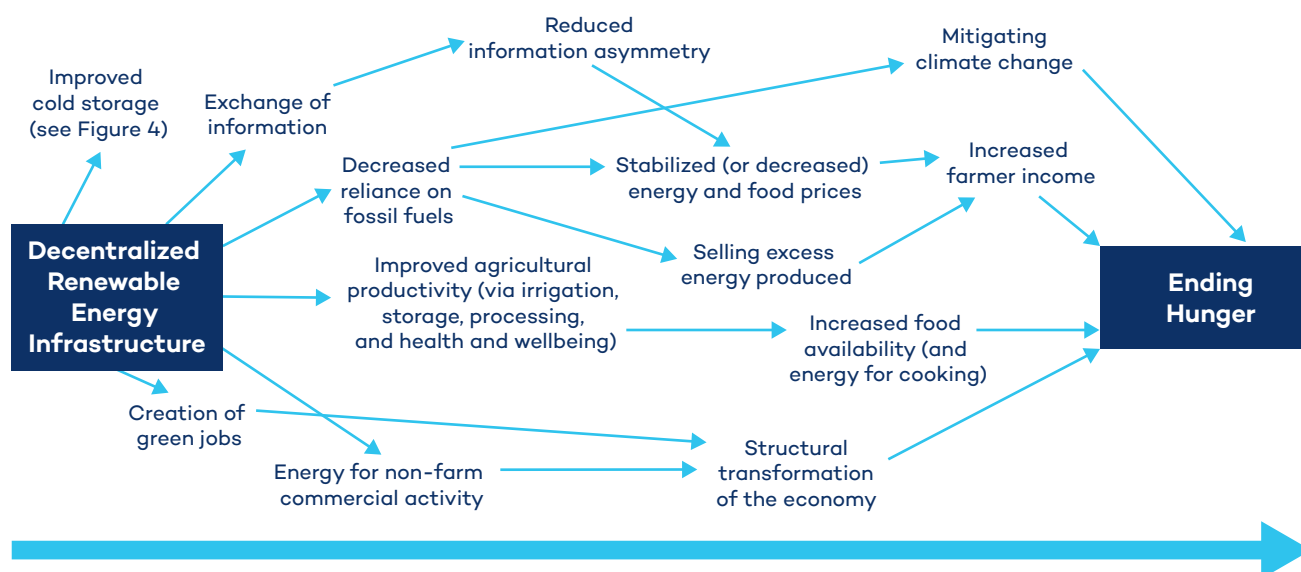 Reduced
information asymmetry
Mitigating
climate change
Improved
cold storage
(see Figure 4)
Exchange of
information
Decreased
reliance on
fossil fuels
Stabilized (or decreased)
energy and food prices
Increased
farmer income
Decentralized
Renewable
Energy
Infrastructure
Improved agricultural
productivity (via irrigation,
storage, processing,
and health and wellbeing)
Selling excess
energy produced
Ending
Hunger
Increased food
availability (and
energy for cooking)
Creation of
green jobs
Energy for non-farm
commercial activity
Structural
transformation
of the economy